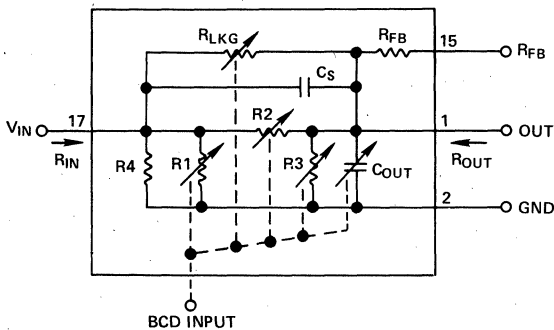 RLKG
RFB
15
RFB
CS
17
R2
1
VIN
OUT
RIN
R4
R1
R3
COUT
ROUT
2
GND
BCD INPUT